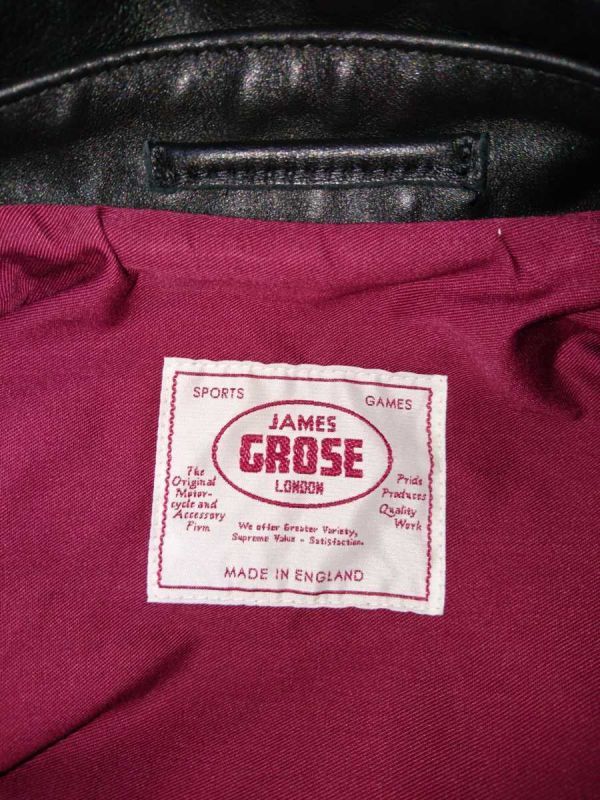 SPORTS GAMES
JAMES
GROSE
LONDON
The
Original
Motor-
cycle and
Accessory
Firm
Pride
Produces
Quality
Work
We offer Greater Variety,
Supreme Value - Satisfaction.
MADE IN ENGLAND